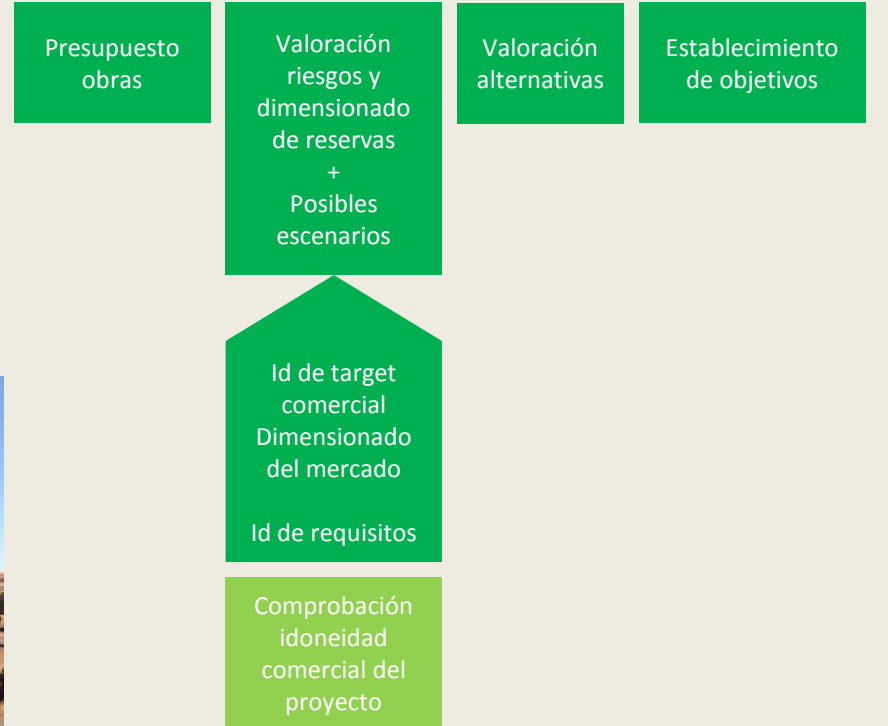 Presupuesto
obras
Valoración
riesgos y
dimensionado
de reservas
+
Posibles
escenarios
Valoración
alternativas
Establecimiento
de objetivos
Id de target
comercial
Dimensionado
del mercado
Id de requisitos
Comprobación
idoneidad
comercial del
proyecto